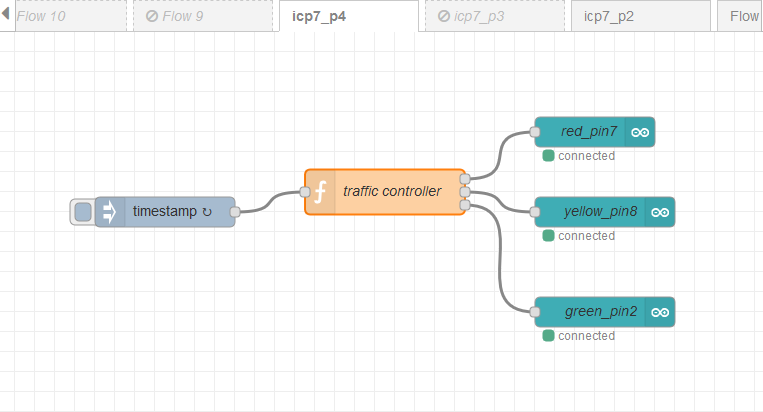 Flow 10
Flow 9
icp7_p4
icp7_p3
icp7_p2
Flow
timestamp ↻
traffic controller
red_pin7
connected
yellow_pin8
connected
green_pin2
connected